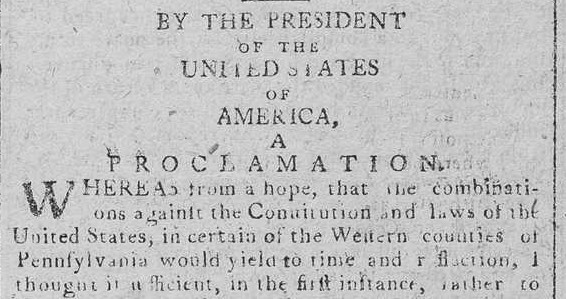 BY THE PRESIDENT
OF THE
UNITED STATES
OF
AMERICA,
A
PROCLAMATION.
WHEREAS from a hope, that the combinati-
ons againſt the Conſtitution and laws of the
United States, in certain of the Weſtern counties of
Pennſylvania would yield to time and reflection, I
thought it ſufficient, in the firſt inſtance, rather to